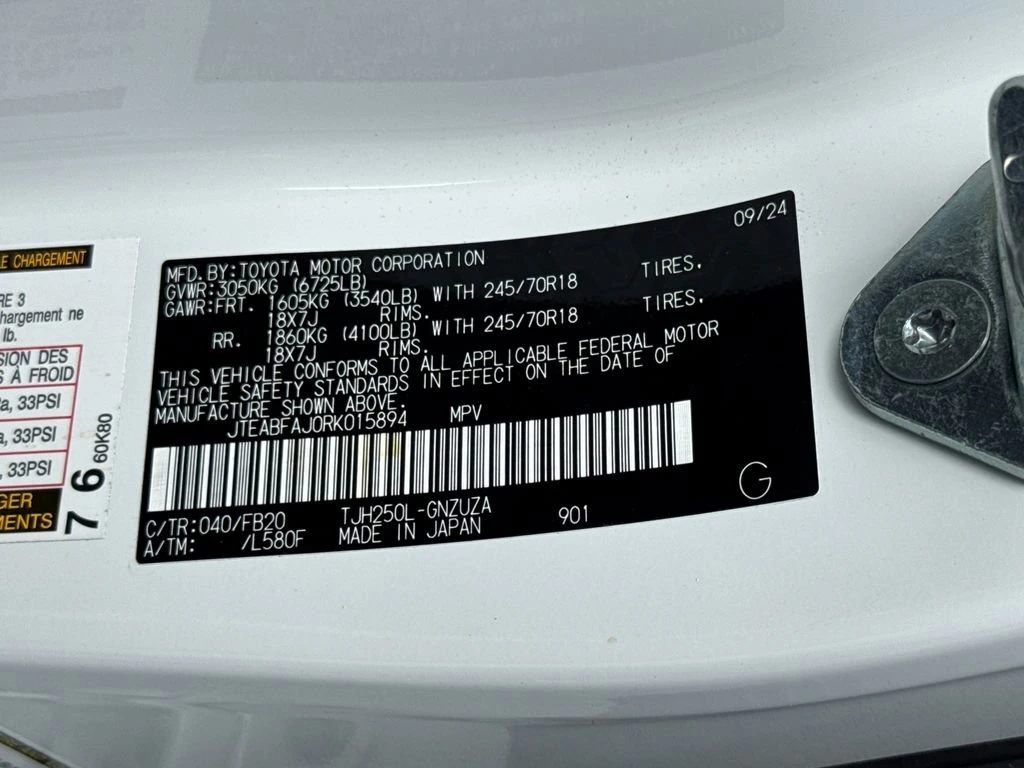 LE CHARGEMENT
RE 3
chargement ne
lb.
SION DES
S À FROID
a, 33PSI
a, 33PSI
, 33PSI
GER
MENTS
7 6 60K80
09/24
MFD. BY: TOYOTA MOTOR CORPORATION
GVWR: 3050KG (6725LB)
GAWR: FRT. 1605KG (3540LB) WITH 245/70R18 TIRES,
18X7J RIMS.
RR. 1860KG (4100LB) WITH 245/70R18 TIRES,
18X7J RIMS.
THIS VEHICLE CONFORMS TO ALL APPLICABLE FEDERAL MOTOR
VEHICLE SAFETY STANDARDS IN EFFECT ON THE DATE OF
MANUFACTURE SHOWN ABOVE.
JTEABFAJ0RK015894 MPV
G
C/TR: 040/FB20 TJH250L-GNZUZA 901
A/TM: /L580F MADE IN JAPAN